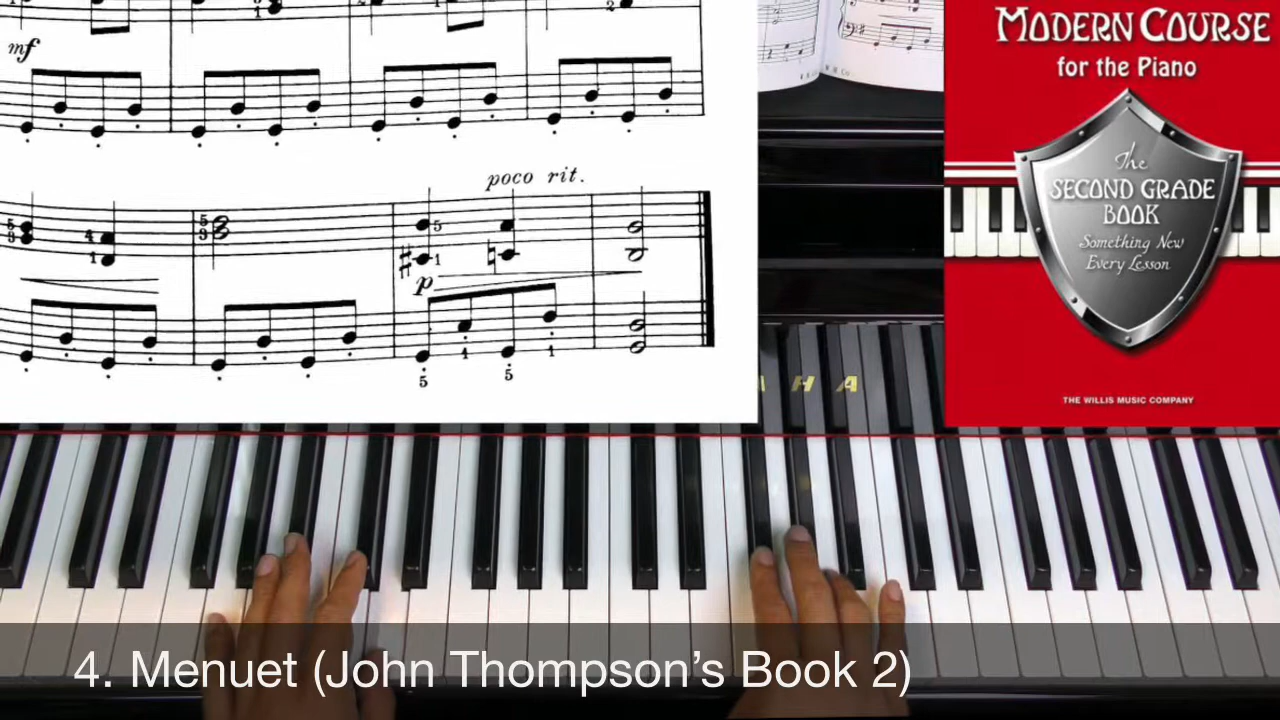 mf
poco rit.
p
MODERN COURSE
for the Piano
The
SECOND GRADE
BOOK
Something New
Every Lesson
THE WILLIS MUSIC COMPANY
HA
4. Menuet (John Thompson's Book 2)